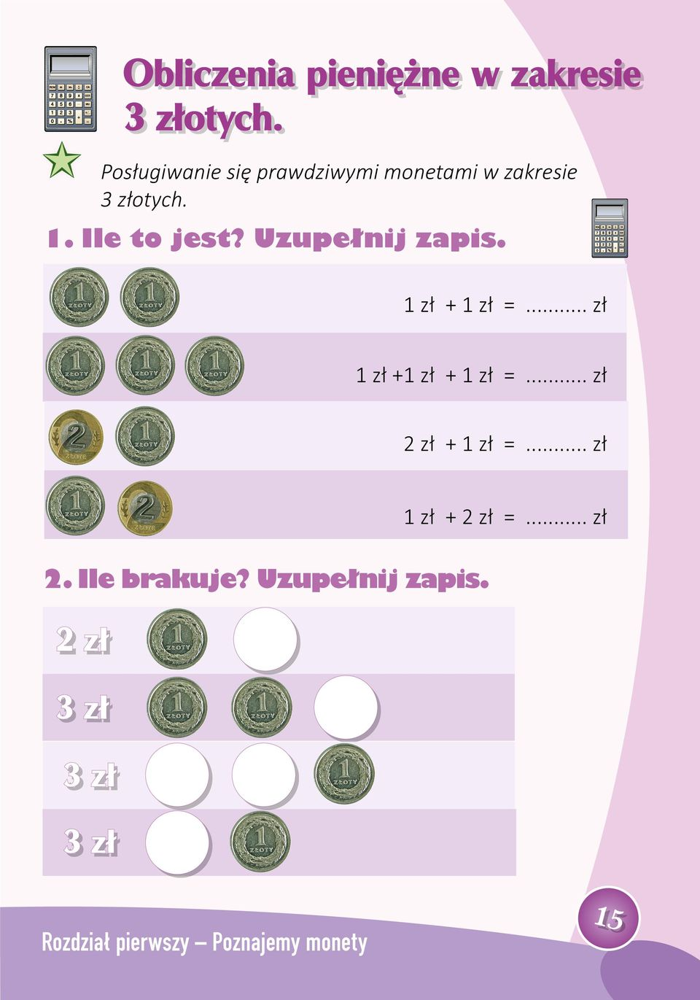 Obliczenia pieniężne w zakresie
3 złotych.
Posługiwanie się prawdziwymi monetami w zakresie
3 złotych.
1. Ile to jest? Uzupełnij zapis.
1 ZŁOTY 1 ZŁOTY 1 zł + 1 zł = ........... zł
1 ZŁOTY 1 ZŁOTY 1 ZŁOTY 1 zł +1 zł + 1 zł = ........... zł
2 ZŁOTE 1 ZŁOTY 2 zł + 1 zł = ........... zł
1 ZŁOTY 2 ZŁOTE 1 zł + 2 zł = ........... zł
2. Ile brakuje? Uzupełnij zapis.
2 zł 1 ZŁOTY
3 zł 1 ZŁOTY 1 ZŁOTY
3 zł 1 ZŁOTY
3 zł 1 ZŁOTY
Rozdział pierwszy – Poznajemy monety
15